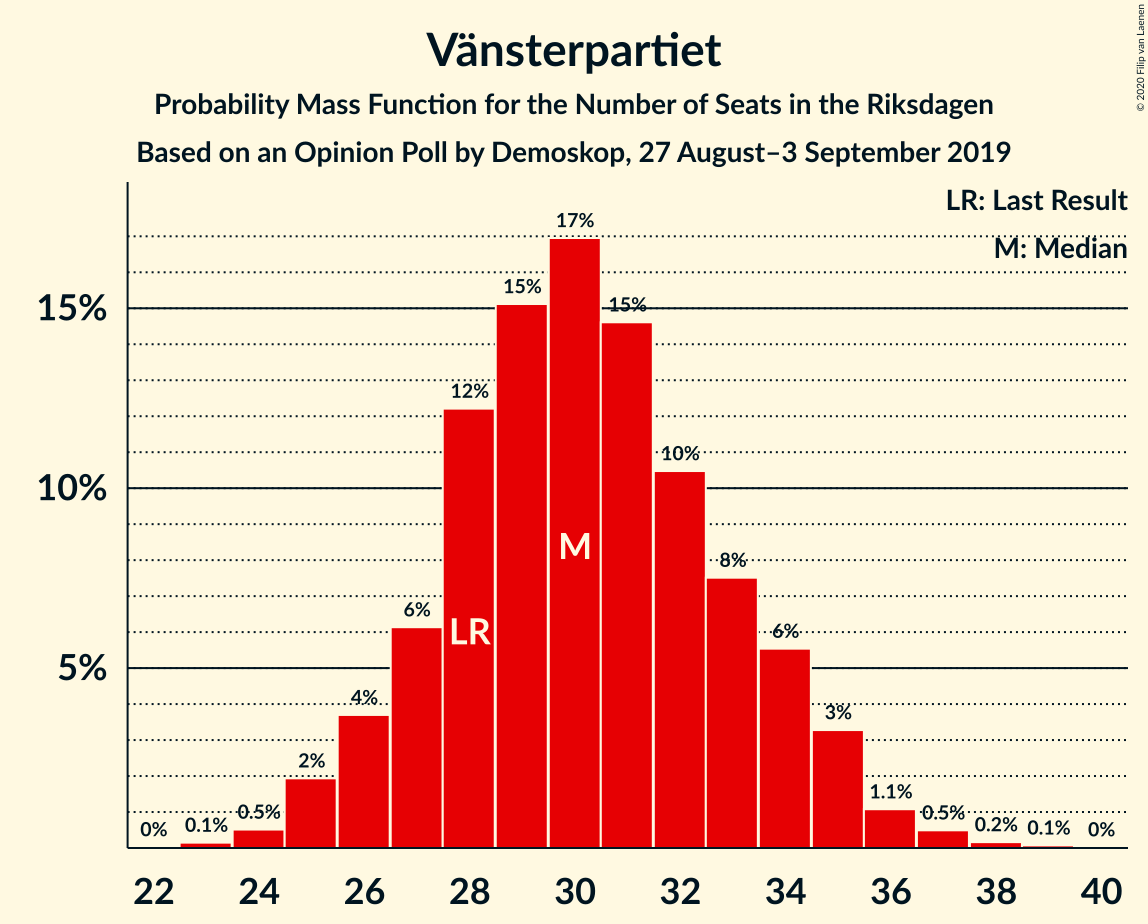 Vänsterpartiet
Probability Mass Function for the Number of Seats in the Riksdagen
Based on an Opinion Poll by Demoskop, 27 August–3 September 2019
© 2020 Filip van Laenen
LR: Last Result
M: Median
15%
10%
5%
0%
0.1%
0.5%
2%
4%
6%
12%
15%
17%
15%
10%
8%
6%
3%
1.1%
0.5%
0.2%
0.1%
0%
LR
M
22 24 26 28 30 32 34 36 38 40